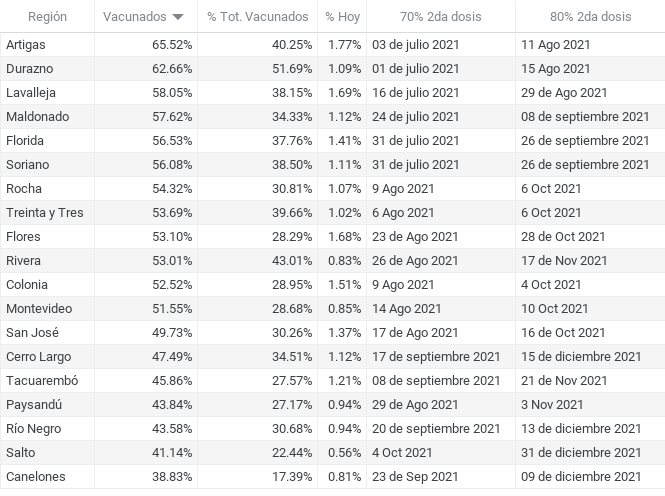 Región Vacunados % Tot. Vacunados % Hoy 70% 2da dosis 80% 2da dosis
Artigas 65.52% 40.25% 1.77% 03 de julio 2021 11 Ago 2021
Durazno 62.66% 51.69% 1.09% 01 de julio 2021 15 Ago 2021
Lavalleja 58.05% 38.15% 1.69% 16 de julio 2021 29 de Ago 2021
Maldonado 57.62% 34.33% 1.12% 24 de julio 2021 08 de septiembre 2021
Florida 56.53% 37.76% 1.41% 31 de julio 2021 26 de septiembre 2021
Soriano 56.08% 38.50% 1.11% 31 de julio 2021 26 de septiembre 2021
Rocha 54.32% 30.81% 1.07% 9 Ago 2021 6 Oct 2021
Treinta y Tres 53.69% 39.66% 1.02% 6 Ago 2021 6 Oct 2021
Flores 53.10% 28.29% 1.68% 23 de Ago 2021 28 de Oct 2021
Rivera 53.01% 43.01% 0.83% 26 de Ago 2021 17 de Nov 2021
Colonia 52.52% 28.95% 1.51% 9 Ago 2021 4 Oct 2021
Montevideo 51.55% 28.68% 0.85% 14 Ago 2021 10 Oct 2021
San José 49.73% 30.26% 1.37% 17 de Ago 2021 16 de Oct 2021
Cerro Largo 47.49% 34.51% 1.12% 17 de septiembre 2021 15 de diciembre 2021
Tacuarembó 45.86% 27.57% 1.21% 08 de septiembre 2021 21 de Nov 2021
Paysandú 43.84% 27.17% 0.94% 29 de Ago 2021 3 Nov 2021
Río Negro 43.58% 30.68% 0.94% 20 de septiembre 2021 13 de diciembre 2021
Salto 41.14% 22.44% 0.56% 4 Oct 2021 31 de diciembre 2021
Canelones 38.83% 17.39% 0.81% 23 de Sep 2021 09 de diciembre 2021